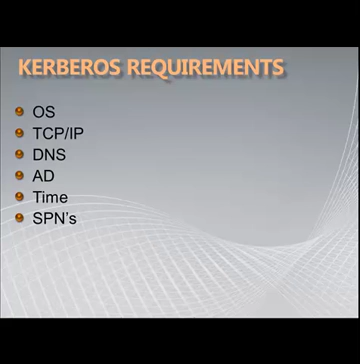 KERBEROS REQUIREMENTS
OS
TCP/IP
DNS
AD
Time
SPN's